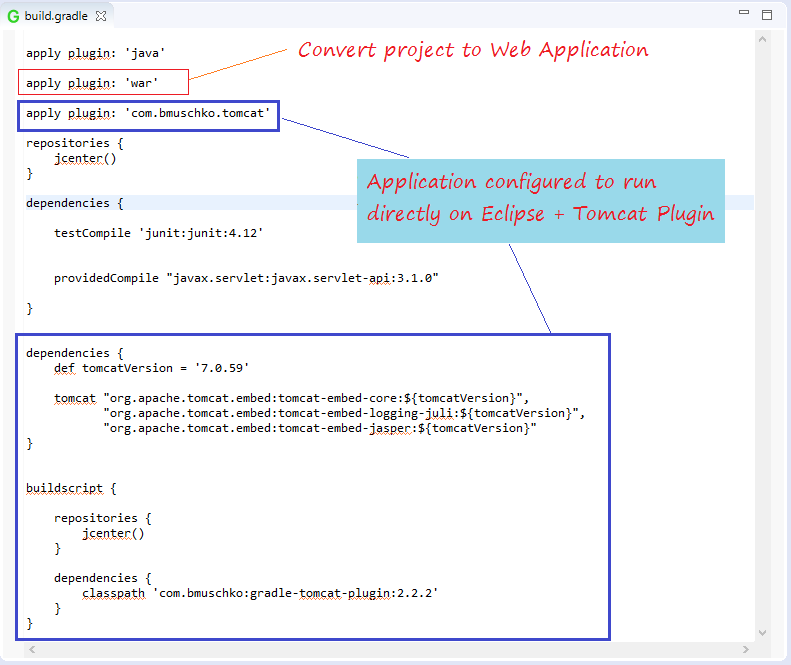 build.gradle
apply plugin: 'java'
Convert project to Web Application
apply plugin: 'war'
apply plugin: 'com.bmuschko.tomcat'
repositories {
jcenter()
}
Application configured to run
directly on Eclipse + Tomcat Plugin
dependencies {
testCompile 'junit:junit:4.12'
providedCompile "javax.servlet:javax.servlet-api:3.1.0"
}
dependencies {
def tomcatVersion = '7.0.59'
tomcat "org.apache.tomcat.embed:tomcat-embed-core:${tomcatVersion}",
"org.apache.tomcat.embed:tomcat-embed-logging-juli:${tomcatVersion}",
"org.apache.tomcat.embed:tomcat-embed-jasper:${tomcatVersion}"
}
buildscript {
repositories {
jcenter()
}
dependencies {
classpath 'com.bmuschko:gradle-tomcat-plugin:2.2.2'
}
}